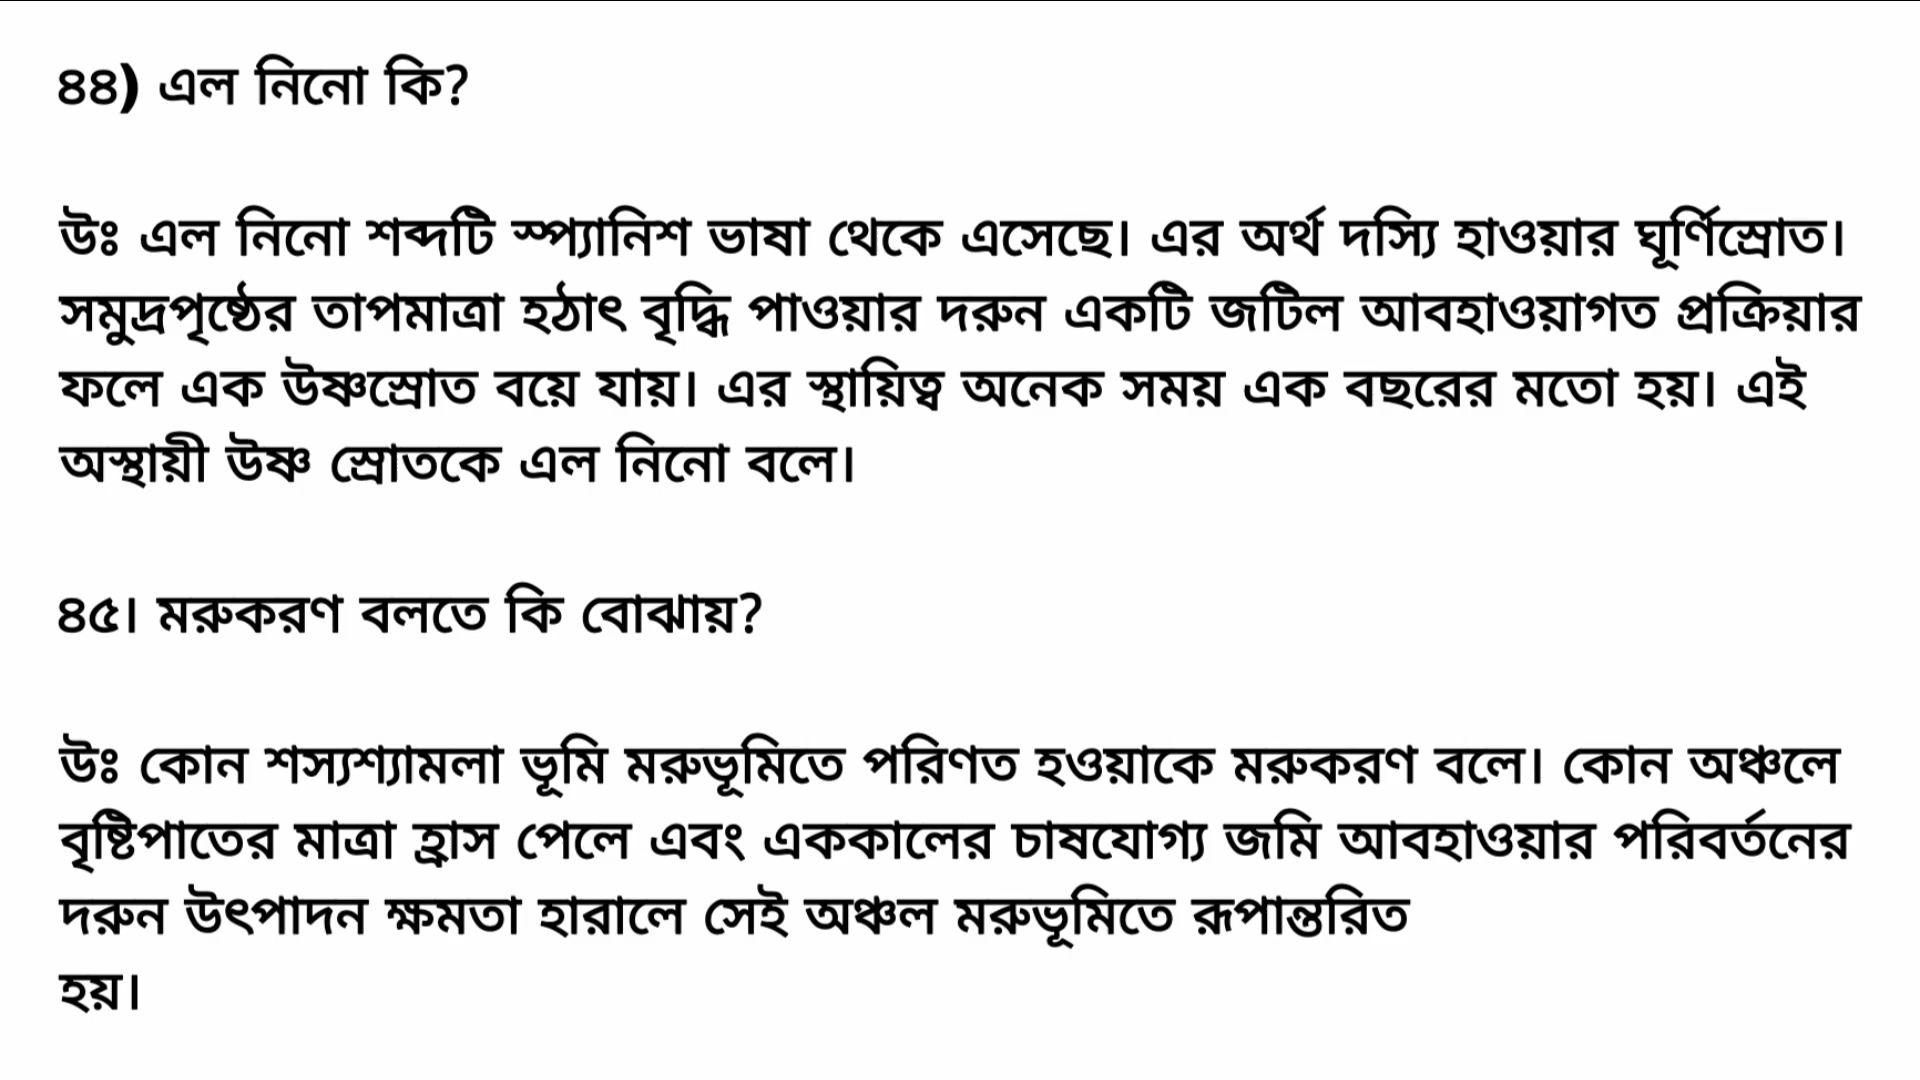 ৪৪) এল নিনো কি?
উঃ এল নিনো শব্দটি স্প্যানিশ ভাষা থেকে এসেছে। এর অর্থ দস্যি হাওয়ার ঘূর্ণিস্রোত।
সমুদ্রপৃষ্ঠের তাপমাত্রা হঠাৎ বৃদ্ধি পাওয়ার দরুন একটি জটিল আবহাওয়াগত প্রক্রিয়ার
ফলে এক উষ্ণস্রোত বয়ে যায়। এর স্থায়িত্ব অনেক সময় এক বছরের মতো হয়। এই
অস্থায়ী উষ্ণ স্রোতকে এল নিনো বলে।
৪৫। মরুকরণ বলতে কি বোঝায়?
উঃ কোন শস্যশ্যামলা ভূমি মরুভূমিতে পরিণত হওয়াকে মরুকরণ বলে। কোন অঞ্চলে
বৃষ্টিপাতের মাত্রা হ্রাস পেলে এবং এককালের চাষযোগ্য জমি আবহাওয়ার পরিবর্তনের
দরুন উৎপাদন ক্ষমতা হারালে সেই অঞ্চল মরুভূমিতে রূপান্তরিত
হয়।